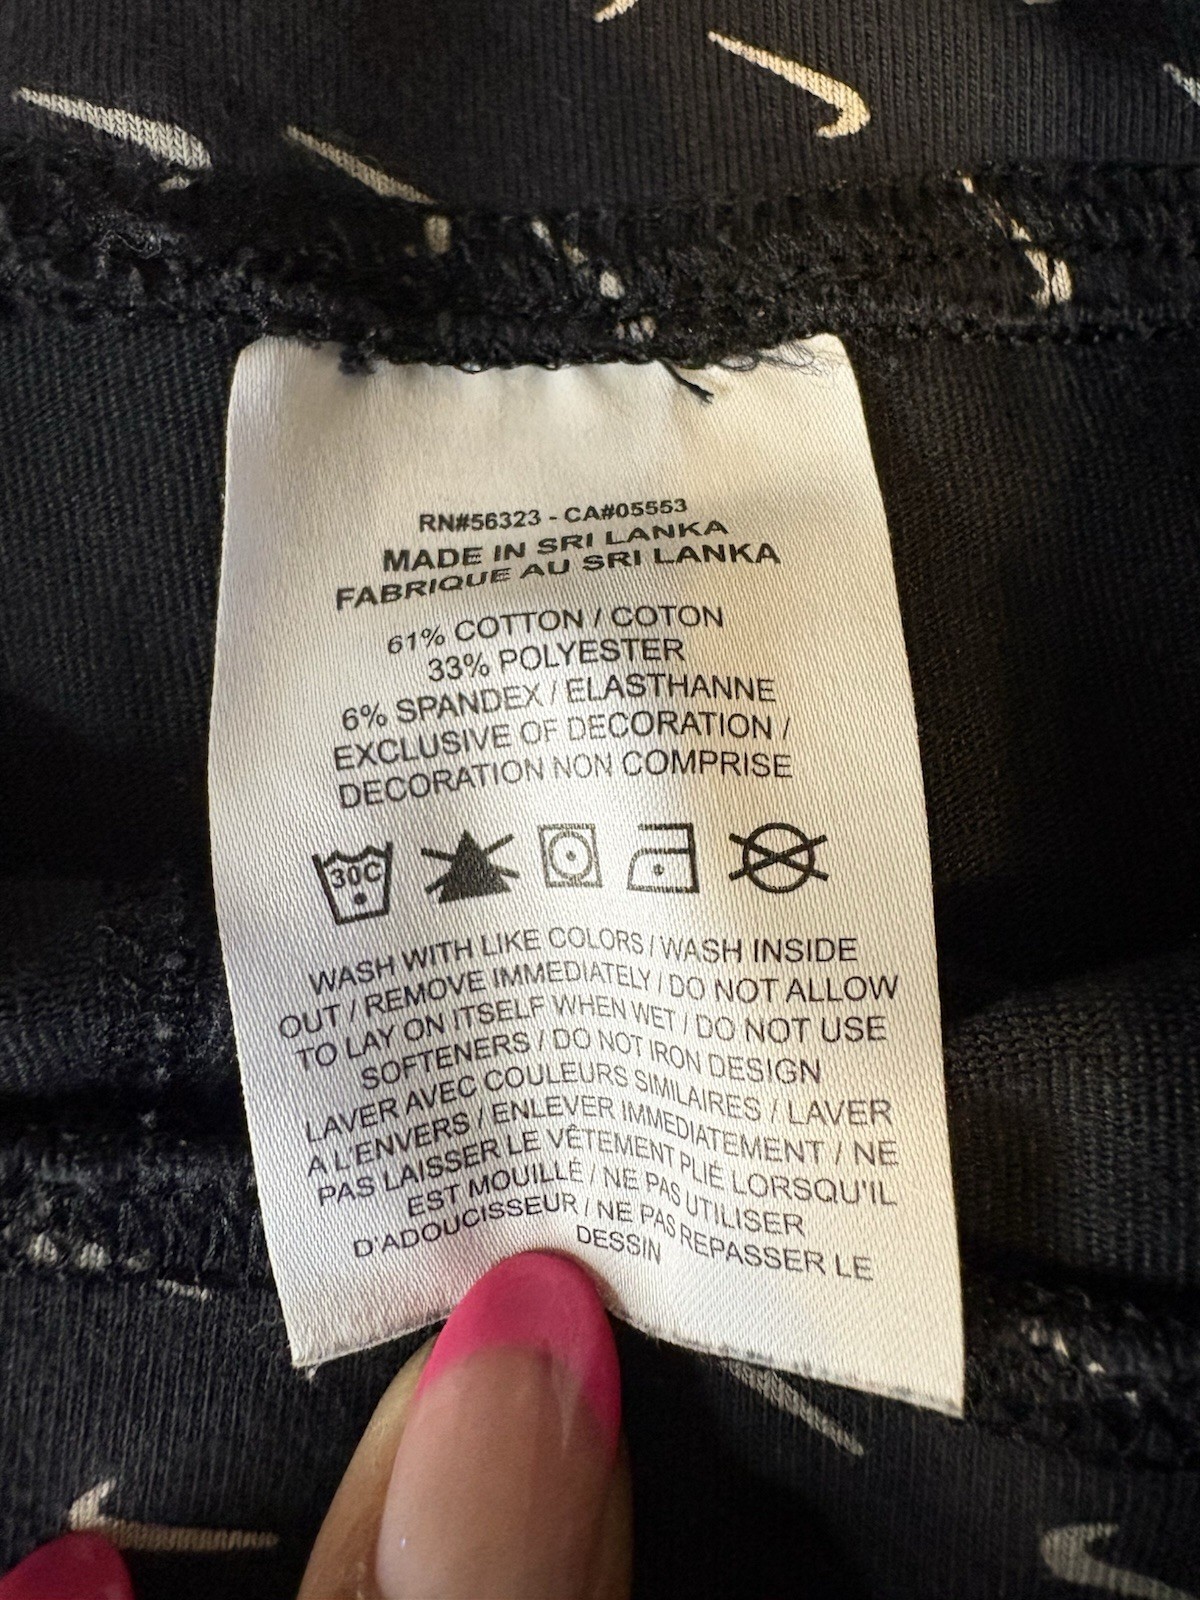 RN#56323 - CA#05553
MADE IN SRI LANKA
FABRIQUE AU SRI LANKA
61% COTTON / COTON
33% POLYESTER
6% SPANDEX / ELASTHANNE
EXCLUSIVE OF DECORATION /
DECORATION NON COMPRISE
30C
WASH WITH LIKE COLORS / WASH INSIDE
OUT / REMOVE IMMEDIATELY / DO NOT ALLOW
TO LAY ON ITSELF WHEN WET / DO NOT USE
SOFTENERS / DO NOT IRON DESIGN
LAVER AVEC COULEURS SIMILAIRES / LAVER
A L'ENVERS / ENLEVER IMMEDIATEMENT / NE
PAS LAISSER LE VÊTEMENT PLIÉ LORSQU'IL
EST MOUILLÉ / NE PAS UTILISER
D'ADOUCISSEUR / NE PAS REPASSER LE
DESSIN